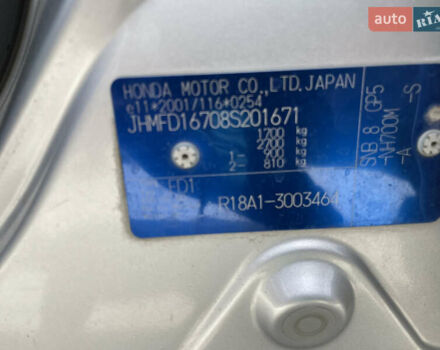 auto RIA
HONDA MOTOR CO.,LTD.JAPAN
e11*2001/116*0254
JHMFD16708S201671
1700 kg
2700 kg
1- 900 kg
2- 810 kg
FD1
R18A1-3003464
SVB 8 GP5 -S
-NH700M -A